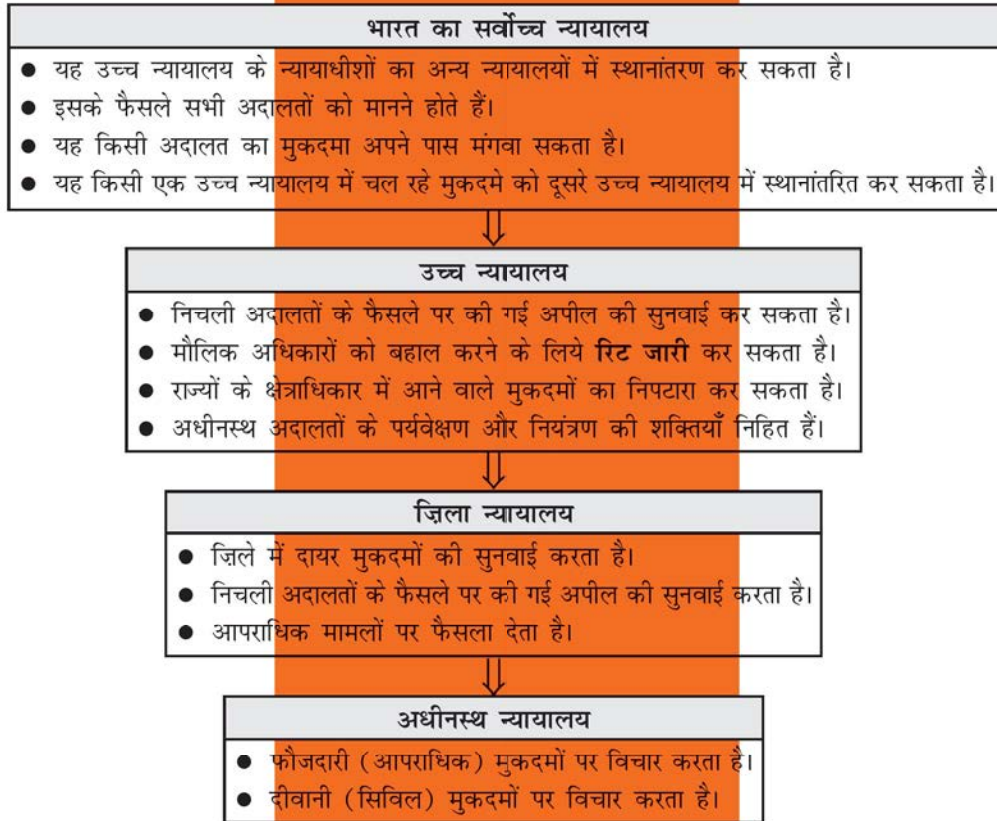 भारत का सर्वोच्च न्यायालय
● यह उच्च न्यायालय के न्यायाधीशों का अन्य न्यायालयों में स्थानांतरण कर सकता है।
● इसके फैसले सभी अदालतों को मानने होते हैं।
● यह किसी अदालत का मुकदमा अपने पास मंगवा सकता है।
● यह किसी एक उच्च न्यायालय में चल रहे मुकदमे को दूसरे उच्च न्यायालय में स्थानांतरित कर सकता है।
उच्च न्यायालय
● निचली अदालतों के फैसले पर की गई अपील की सुनवाई कर सकता है।
● मौलिक अधिकारों को बहाल करने के लिये रिट जारी कर सकता है।
● राज्यों के क्षेत्राधिकार में आने वाले मुकदमों का निपटारा कर सकता है।
● अधीनस्थ अदालतों के पर्यवेक्षण और नियंत्रण की शक्तियाँ निहित हैं।
ज़िला न्यायालय
● ज़िले में दायर मुकदमों की सुनवाई करता है।
● निचली अदालतों के फैसले पर की गई अपील की सुनवाई करता है।
● आपराधिक मामलों पर फैसला देता है।
अधीनस्थ न्यायालय
● फौजदारी (आपराधिक) मुकदमों पर विचार करता है।
● दीवानी (सिविल) मुकदमों पर विचार करता है।